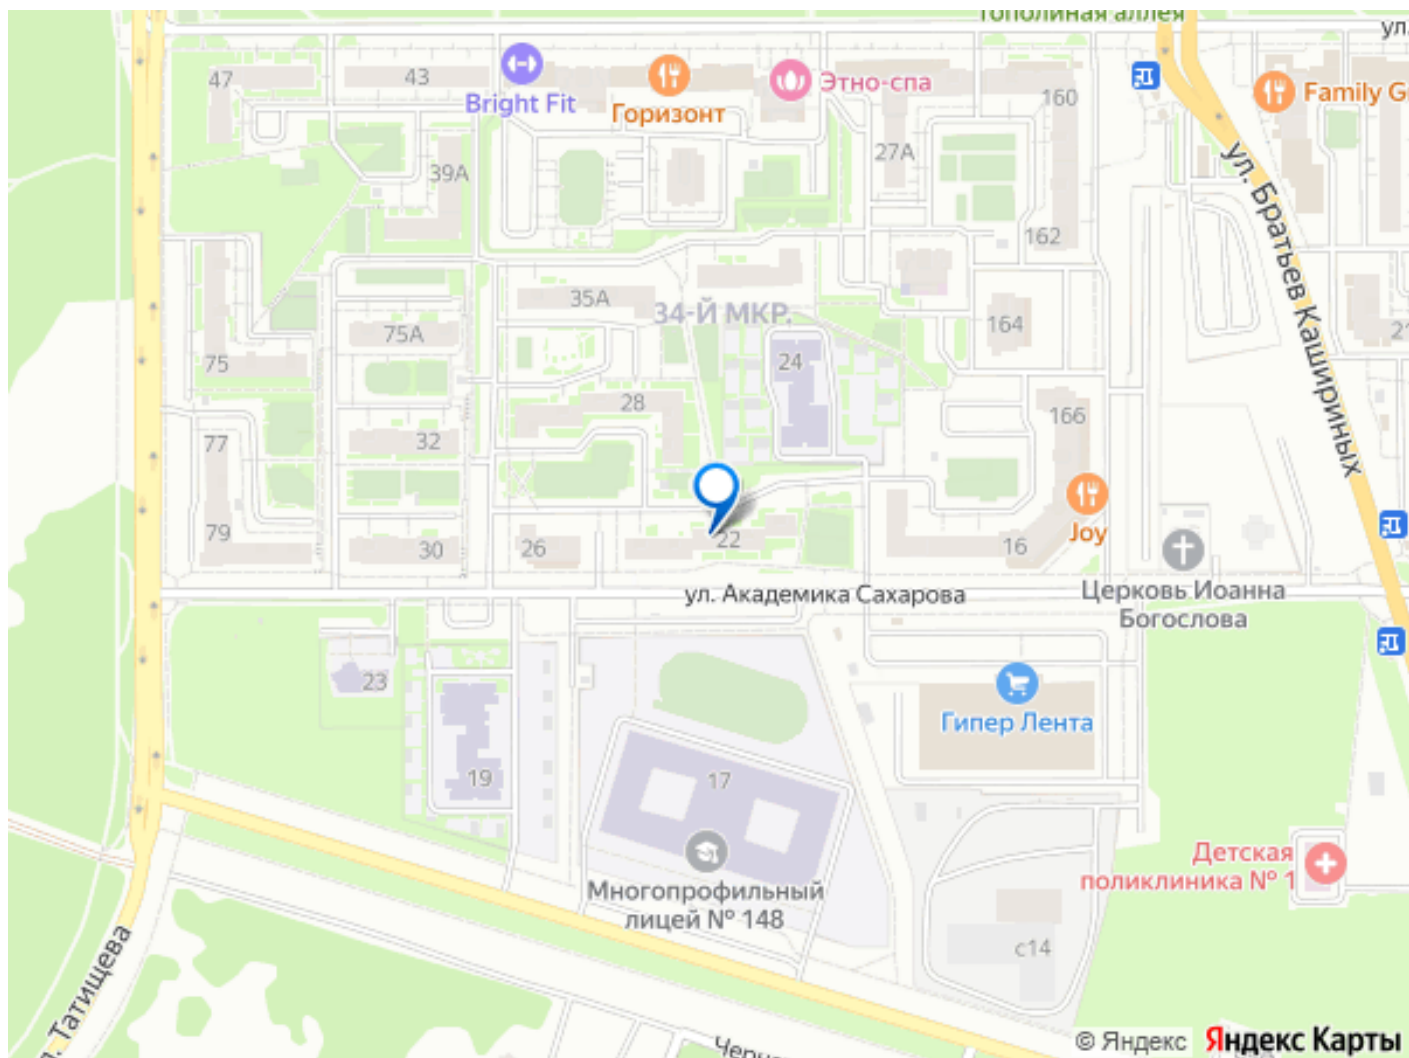 Тополиная аллея
ул.
47
43
Bright Fit
Горизонт
Этно-спа
160
Family G
39А
27А
ул. Братьев Кашириных
162
35А
34-Й МКР.
164
21
75А
75
24
28
166
32
77
Joy
79
30
26
22
16
ул. Академика Сахарова
Церковь Иоанна
Богослова
23
Гипер Лента
19
17
Детская
поликлиника № 1
Многопрофильный
лицей № 148
с14
л. Татищева
Черн
© Яндекс Яндекс Карты